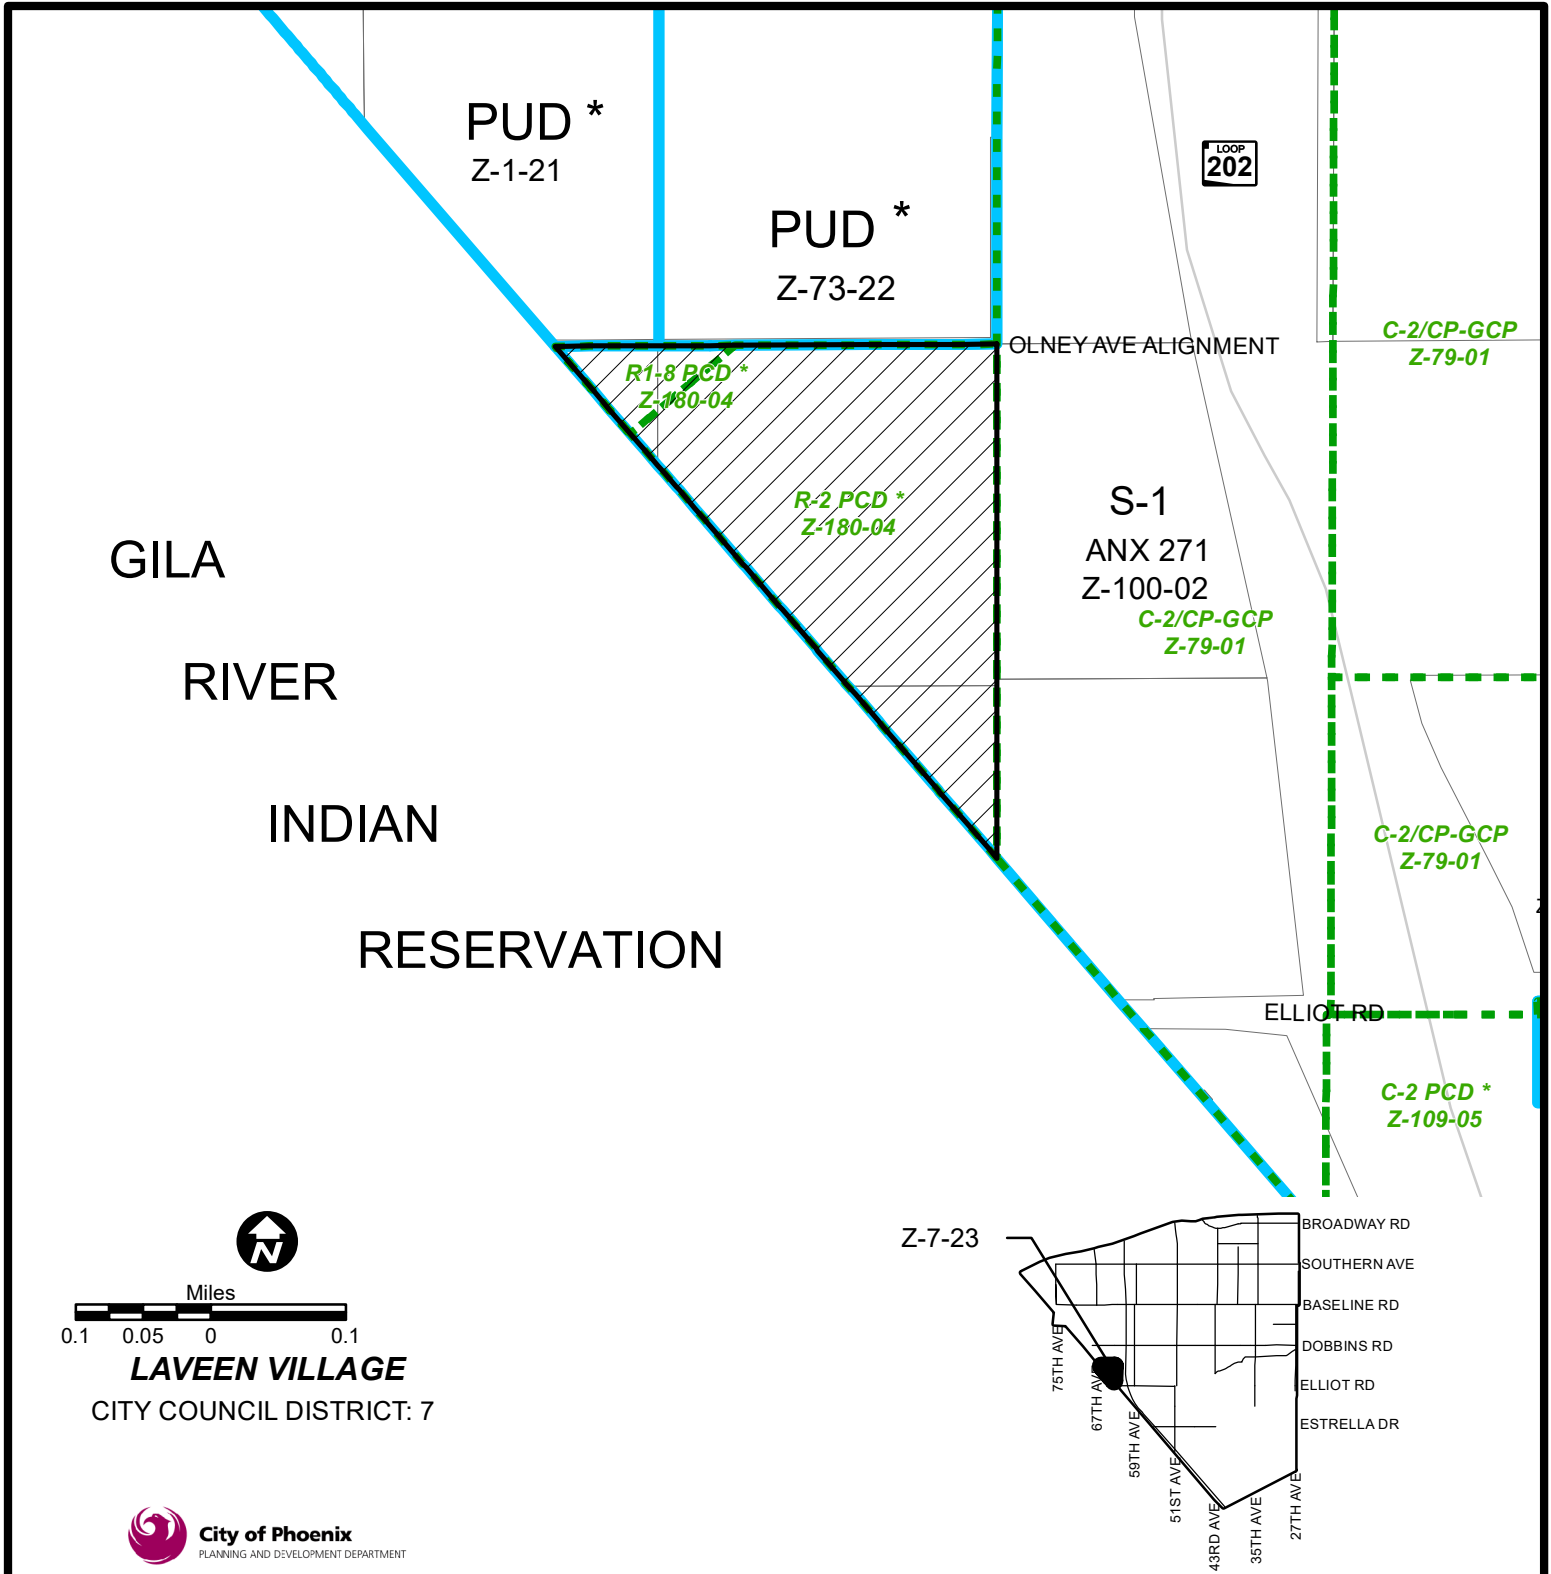 PUD *
Z-1-21
LOOP
202
PUD *
Z-73-22
OLNEY AVE ALIGNMENT
C-2/CP-GCP
Z-79-01
R1-8 PCD *
Z-180-04
R-2 PCD *
Z-180-04
S-1
ANX 271
Z-100-02
C-2/CP-GCP
Z-79-01
GILA
RIVER
INDIAN
RESERVATION
C-2/CP-GCP
Z-79-01
ELLIOT RD
C-2 PCD *
Z-109-05
N
Miles
0.1 0.05 0 0.1
LAVEEN VILLAGE
CITY COUNCIL DISTRICT: 7
City of Phoenix
PLANNING AND DEVELOPMENT DEPARTMENT
Z-7-23
BROADWAY RD
SOUTHERN AVE
BASELINE RD
DOBBINS RD
ELLIOT RD
ESTRELLA DR
75TH AVE
67TH AVE
59TH AVE
51ST AVE
43RD AVE
35TH AVE
27TH AVE